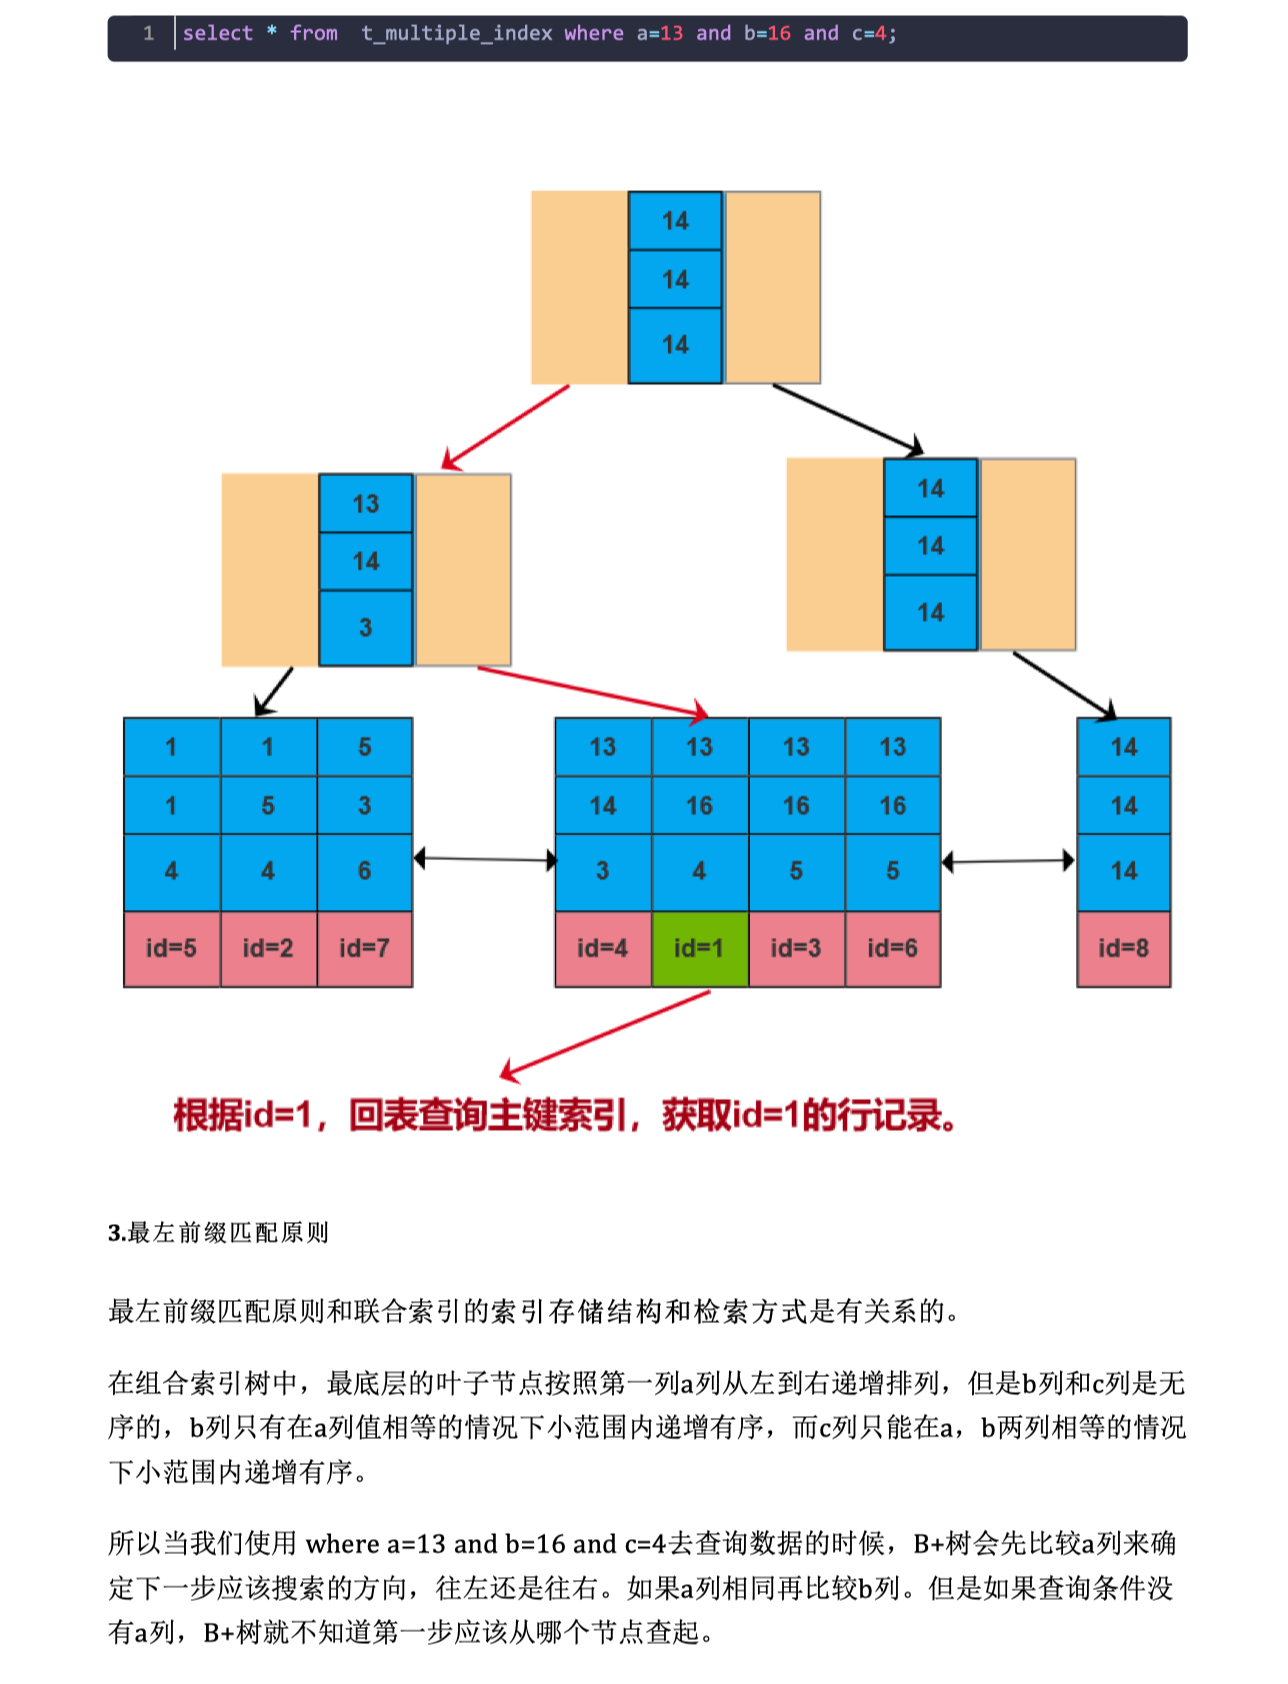 1 select * from  t_multiple_index where a=13 and b=16 and c=4;
14
14
14
13
14
3
14
14
14
1 1 5
1 5 3
4 4 6
id=5 id=2 id=7
13 13 13 13
14 16 16 16
3 4 5 5
id=4 id=1 id=3 id=6
14
14
14
id=8
根据id=1，回表查询主键索引，获取id=1的行记录。
3.最左前缀匹配原则
最左前缀匹配原则和联合索引的索引存储结构和检索方式是有关系的。
在组合索引树中，最底层的叶子节点按照第一列a列从左到右递增排列，但是b列和c列是无
序的，b列只有在a列值相等的情况下小范围内递增有序，而c列只能在a，b两列相等的情况
下小范围内递增有序。
所以当我们使用 where a=13 and b=16 and c=4去查询数据的时候，B+树会先比较a列来确
定下一步应该搜索的方向，往左还是往右。如果a列相同再比较b列。但是如果查询条件没
有a列，B+树就不知道第一步应该从哪个节点查起。